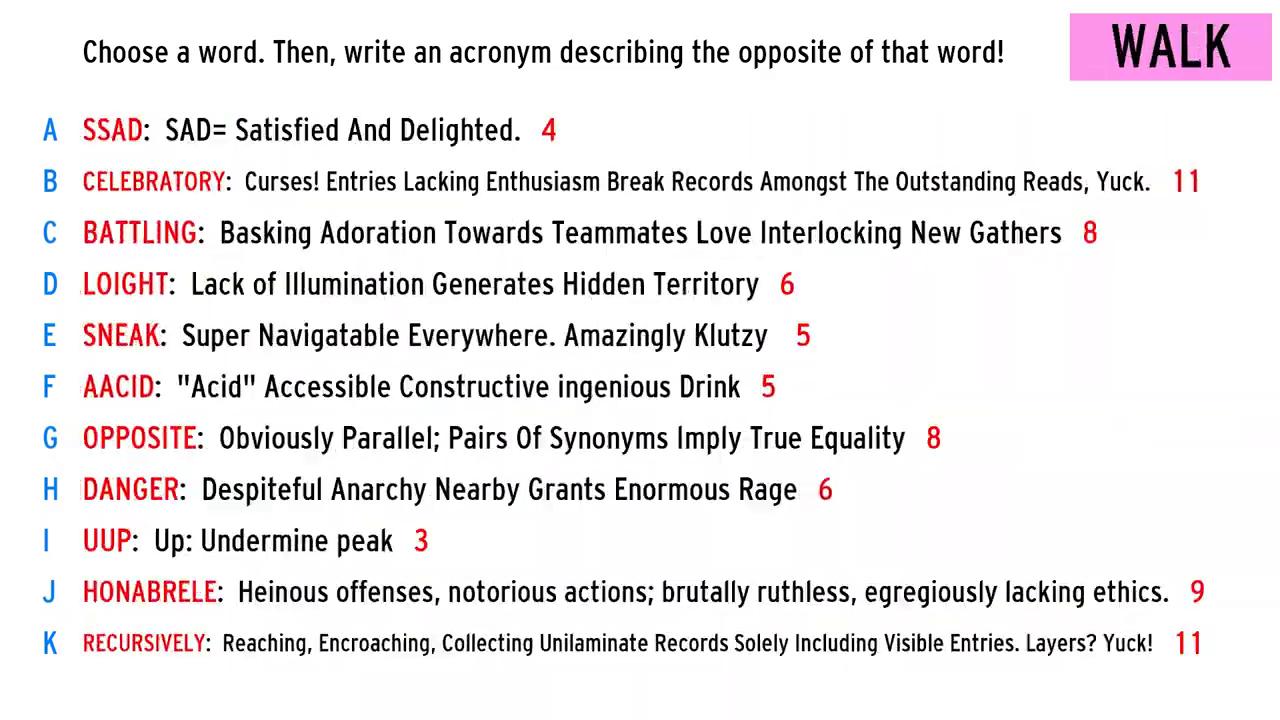 Choose a word. Then, write an acronym describing the opposite of that word!
WALK
A SSAD: SAD= Satisfied And Delighted. 4
B CELEBRATORY: Curses! Entries Lacking Enthusiasm Break Records Amongst The Outstanding Reads, Yuck. 11
C BATTLING: Basking Adoration Towards Teammates Love Interlocking New Gathers 8
D LOIGHT: Lack of Illumination Generates Hidden Territory 6
E SNEAK: Super Navigatable Everywhere. Amazingly Klutzy 5
F AACID: "Acid" Accessible Constructive ingenious Drink 5
G OPPOSITE: Obviously Parallel; Pairs Of Synonyms Imply True Equality 8
H DANGER: Despiteful Anarchy Nearby Grants Enormous Rage 6
I UUP: Up: Undermine peak 3
J HONABRELE: Heinous offenses, notorious actions; brutally ruthless, egregiously lacking ethics. 9
K RECURSIVELY: Reaching, Encroaching, Collecting Unilaminate Records Solely Including Visible Entries. Layers? Yuck! 11